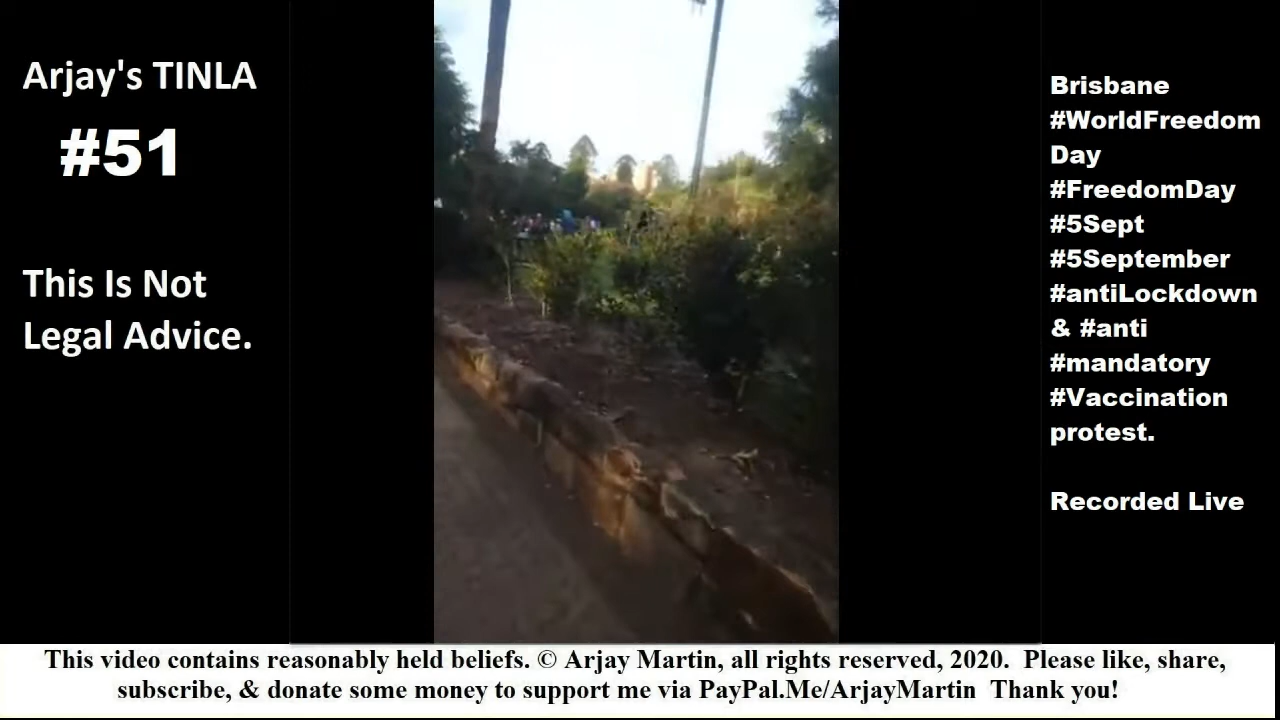 Arjay's TINLA
#51
This Is Not
Legal Advice.
Brisbane
#WorldFreedom
Day
#FreedomDay
#5Sept
#5September
#antiLockdown
& #anti
#mandatory
#Vaccination
protest.
Recorded Live
This video contains reasonably held beliefs. © Arjay Martin, all rights reserved, 2020. Please like, share,
subscribe, & donate some money to support me via PayPal.Me/ArjayMartin Thank you!